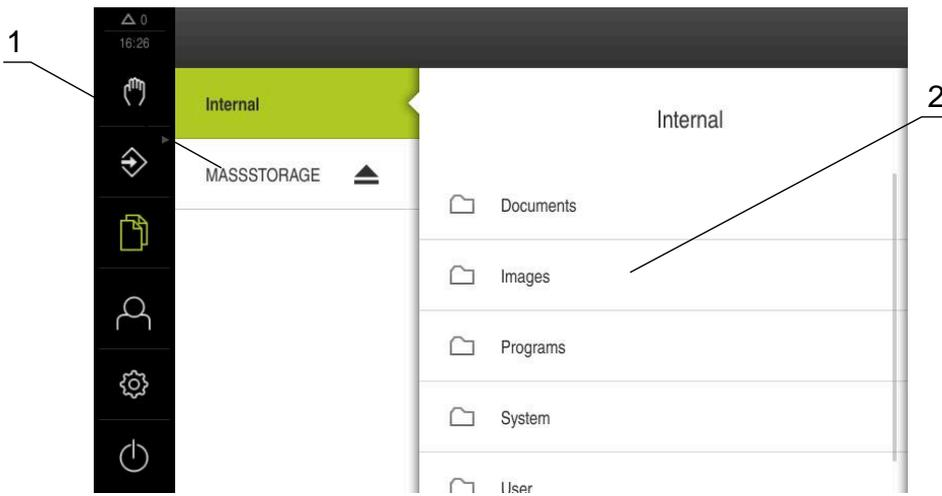 1
0
16:26
Internal
MASSSTORAGE
Internal
2
Documents
Images
Programs
System
User